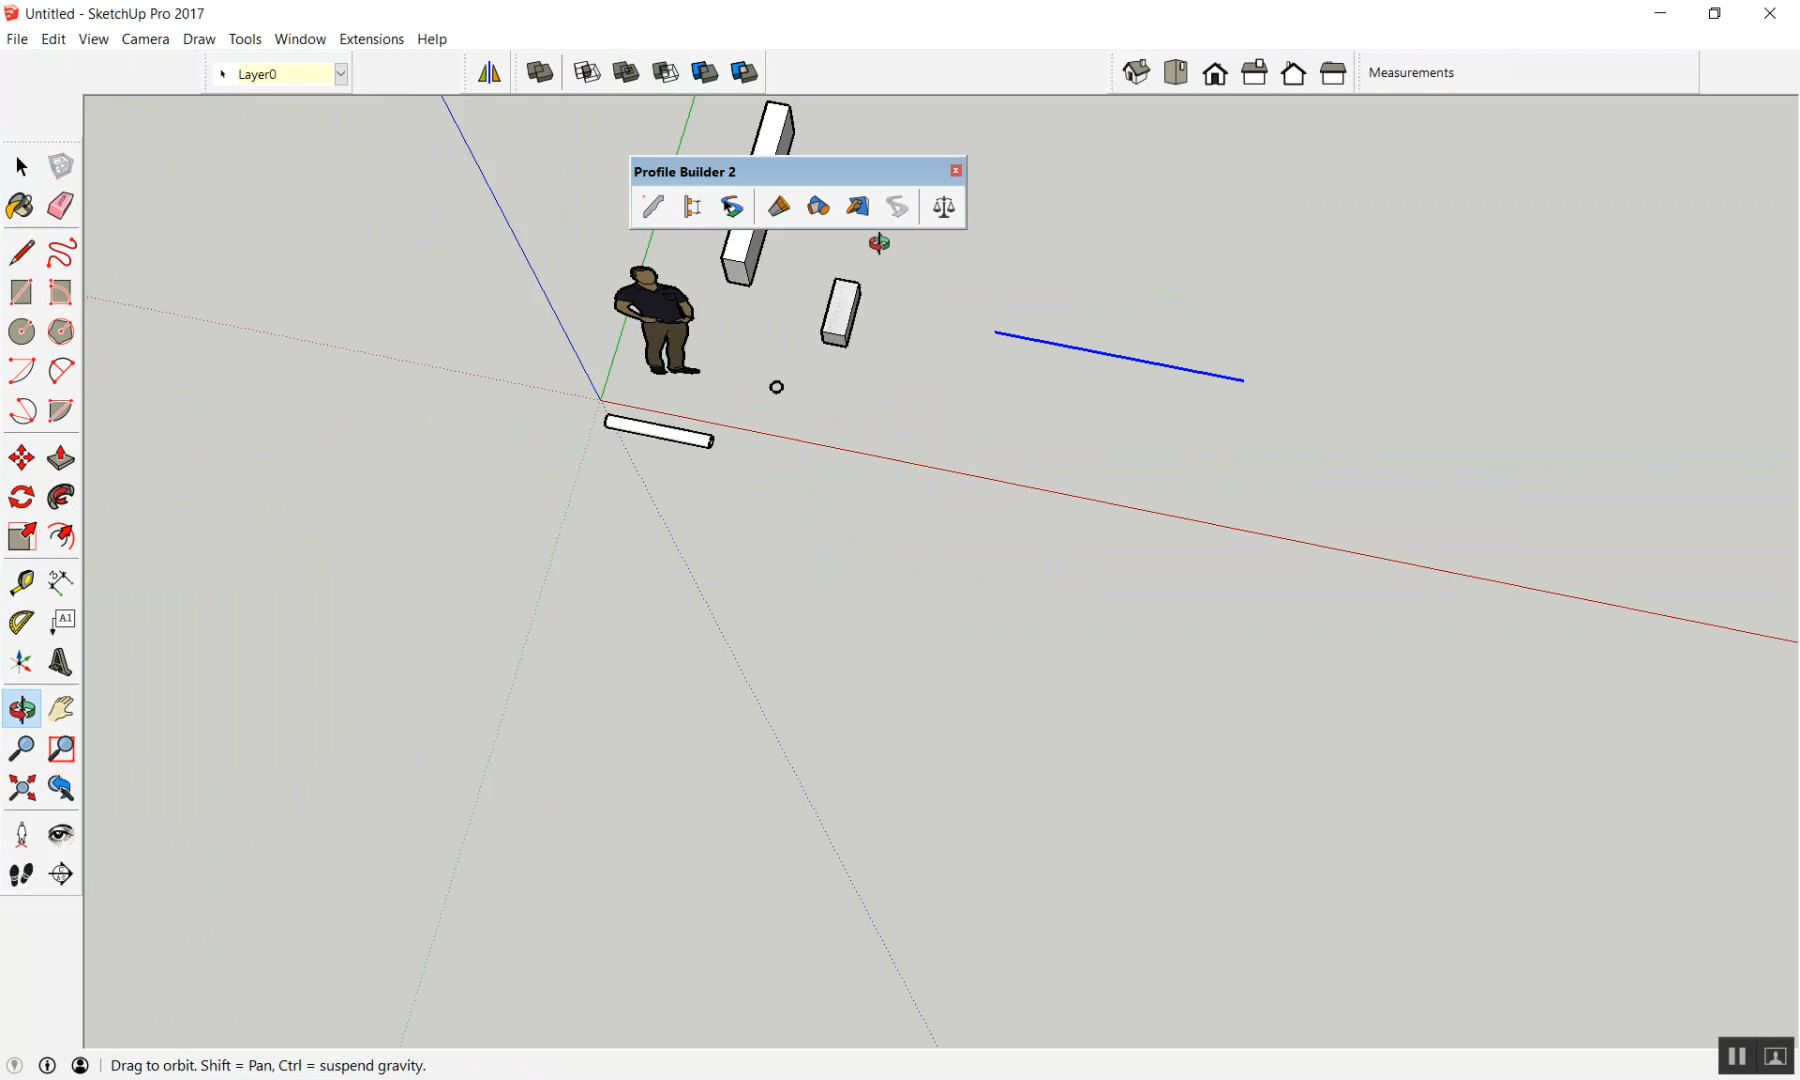 Untitled - SketchUp Pro 2017
File Edit View Camera Draw Tools Window Extensions Help
Layer0
Measurements
Profile Builder 2
A1
Drag to orbit. Shift = Pan, Ctrl = suspend gravity.